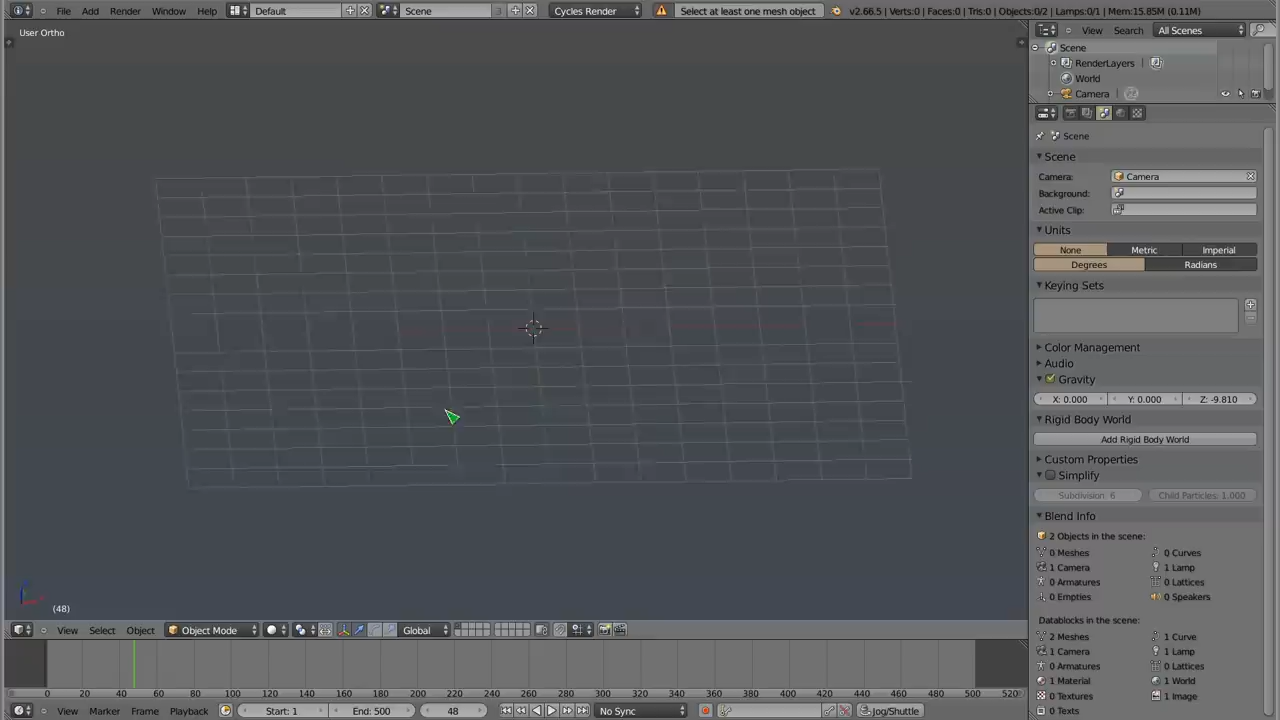 File Add Render Window Help Default Scene 3 Cycles Render Select at least one mesh object v2.66.5 | Verts:0 | Faces:0 | Tris:0 | Objects:0/2 | Lamps:0/1 | Mem:15.85M (0.11M)
User Ortho
View Search All Scenes
Scene
RenderLayers
World
Camera
Scene
Scene
Camera: Camera
Background:
Active Clip:
Units
None Metric Imperial
Degrees Radians
Keying Sets
Color Management
Audio
Gravity
X: 0.000 Y: 0.000 Z: -9.810
Rigid Body World
Add Rigid Body World
Custom Properties
Simplify
Subdivision: 6 Child Particles: 1.000
Blend Info
2 Objects in the scene:
0 Meshes 0 Curves
1 Camera 1 Lamp
0 Armatures 0 Lattices
0 Empties 0 Speakers
Datablocks in the scene:
2 Meshes 1 Curve
1 Camera 1 Lamp
0 Armatures 0 Lattices
1 Material 1 World
0 Textures 1 Image
0 Texts
(48)
View Select Object Object Mode Global
0 20 40 60 80 100 120 140 160 180 200 220 240 260 280 300 320 340 360 380 400 420 440 460 480 500 520
View Marker Frame Playback Start: 1 End: 500 48 No Sync Jog/Shuttle